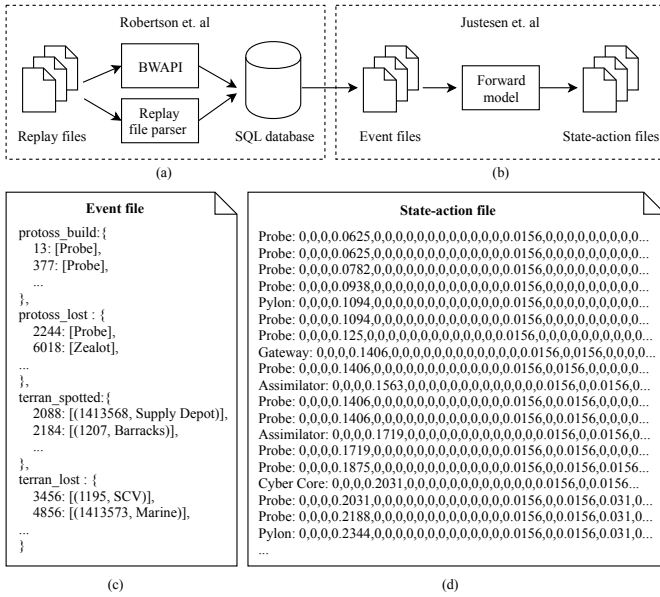 Robertson et. al
Justesen et. al
BWAPI
Replay
file parser
Forward
model
Replay files
SQL database
Event files
State-action files
(a)
(b)
Event file
protoss_build:{
13: [Probe],
377: [Probe],
...
},
protoss_lost : {
2244: [Probe],
6018: [Zealot],
...
},
terran_spotted:{
2088: [(1413568, Supply Depot)],
2184: [(1207, Barracks)],
...
},
terran_lost : {
3456: [(1195, SCV)],
4856: [(1413573, Marine)],
...
}
(c)
State-action file
Probe: 0,0,0,0.0625,0,0,0,0,0,0,0,0,0,0,0,0,0.0156,0,0,0,0,0,0,0,0,0...
Probe: 0,0,0,0.0625,0,0,0,0,0,0,0,0,0,0,0,0,0.0156,0,0,0,0,0,0,0,0,0...
Probe: 0,0,0,0.0782,0,0,0,0,0,0,0,0,0,0,0,0,0.0156,0,0,0,0,0,0,0,0,0...
Probe: 0,0,0,0.0938,0,0,0,0,0,0,0,0,0,0,0,0,0.0156,0,0,0,0,0,0,0,0,0...
Pylon: 0,0,0,0.1094,0,0,0,0,0,0,0,0,0,0,0,0,0.0156,0,0,0,0,0,0,0,0,0...
Probe: 0,0,0,0.1094,0,0,0,0,0,0,0,0,0,0,0,0,0.0156,0,0,0,0,0,0,0,0,0...
Probe: 0,0,0,0.125,0,0,0,0,0,0,0,0,0,0,0,0,0.0156,0,0,0,0,0,0,0,0,0...
Gateway: 0,0,0,0.1406,0,0,0,0,0,0,0,0,0,0,0,0,0.0156,0.0156,0,0,0,0...
Probe: 0,0,0,0.1406,0,0,0,0,0,0,0,0,0,0,0,0,0.0156,0.0156,0,0,0,0,0...
Assimilator: 0,0,0,0.1563,0,0,0,0,0,0,0,0,0,0,0,0,0.0156,0,0.0156,0...
Probe: 0,0,0,0.1406,0,0,0,0,0,0,0,0,0,0,0,0,0.0156,0,0.0156,0,0,0,0...
Probe: 0,0,0,0.1406,0,0,0,0,0,0,0,0,0,0,0,0,0.0156,0,0.0156,0,0,0,0...
Assimilator: 0,0,0,0.1719,0,0,0,0,0,0,0,0,0,0,0,0,0.0156,0,0.0156,0...
Probe: 0,0,0,0.1719,0,0,0,0,0,0,0,0,0,0,0,0,0.0156,0,0.0156,0,0,0,0...
Probe: 0,0,0,0.1875,0,0,0,0,0,0,0,0,0,0,0,0,0.0156,0,0.0156,0.0156...
Cyber Core: 0,0,0,0.2031,0,0,0,0,0,0,0,0,0,0,0,0,0.0156,0,0.0156...
Probe: 0,0,0,0.2031,0,0,0,0,0,0,0,0,0,0,0,0,0.0156,0,0.0156,0.031,0...
Probe: 0,0,0,0.2188,0,0,0,0,0,0,0,0,0,0,0,0,0.0156,0,0.0156,0.031,0...
Pylon: 0,0,0,0.2344,0,0,0,0,0,0,0,0,0,0,0,0,0.0156,0,0.0156,0.031,0...
...
(d)